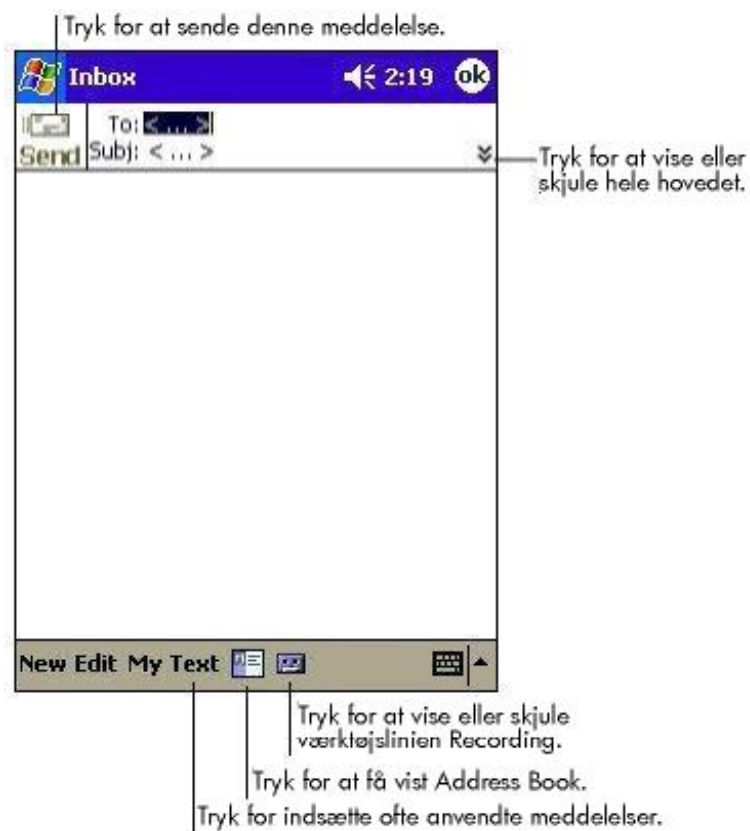 Tryk for at sende denne meddelelse.
Inbox 2:19 ok
To: < ... >
Send Subj: < ... >
Tryk for at vise eller
skjule hele hovedet.
New Edit My Text
Tryk for at vise eller skjule
værktøjslinien Recording.
Tryk for at få vist Address Book.
Tryk for indsætte ofte anvendte meddelelser.